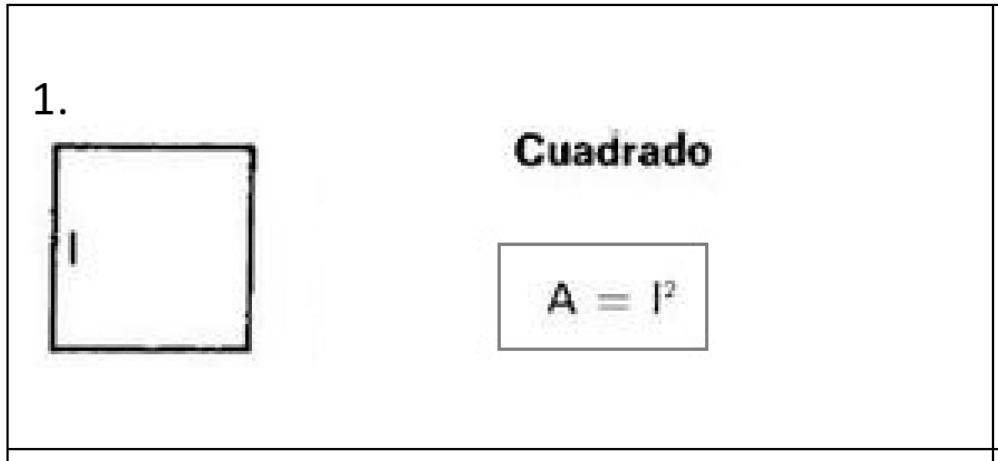 1.
Cuadrado
l
A = l²